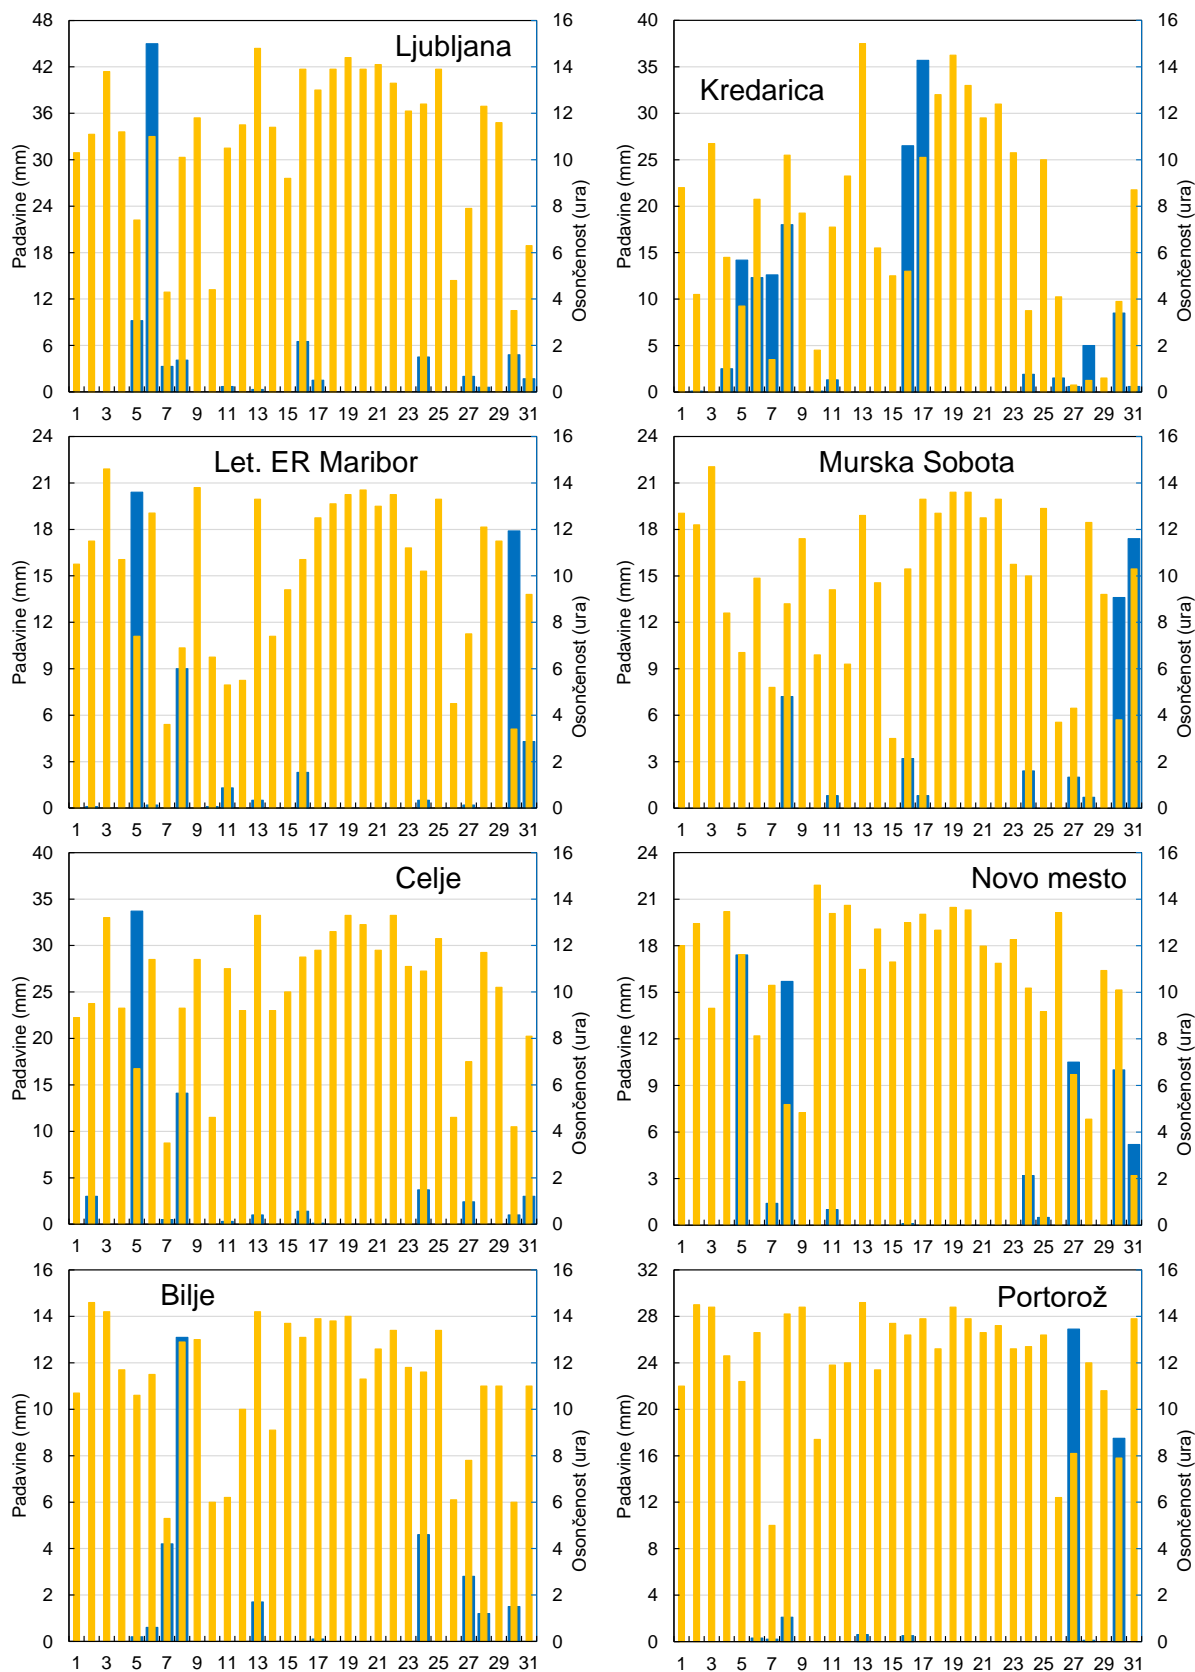 Ljubljana
Padavine (mm)
Osončenost (ura)
48 42 36 30 24 18 12 6 0
16 14 12 10 8 6 4 2 0
1 3 5 7 9 11 13 15 17 19 21 23 25 27 29 31
Kredarica
Padavine (mm)
Osončenost (ura)
40 35 30 25 20 15 10 5 0
16 14 12 10 8 6 4 2 0
1 3 5 7 9 11 13 15 17 19 21 23 25 27 29 31
Let. ER Maribor
Padavine (mm)
Osončenost (ura)
24 21 18 15 12 9 6 3 0
16 14 12 10 8 6 4 2 0
1 3 5 7 9 11 13 15 17 19 21 23 25 27 29 31
Murska Sobota
Padavine (mm)
Osončenost (ura)
24 21 18 15 12 9 6 3 0
16 14 12 10 8 6 4 2 0
1 3 5 7 9 11 13 15 17 19 21 23 25 27 29 31
Celje
Padavine (mm)
Osončenost (ura)
40 35 30 25 20 15 10 5 0
16 14 12 10 8 6 4 2 0
1 3 5 7 9 11 13 15 17 19 21 23 25 27 29 31
Novo mesto
Padavine (mm)
Osončenost (ura)
24 21 18 15 12 9 6 3 0
16 14 12 10 8 6 4 2 0
1 3 5 7 9 11 13 15 17 19 21 23 25 27 29 31
Bilje
Padavine (mm)
Osončenost (ura)
16 14 12 10 8 6 4 2 0
16 14 12 10 8 6 4 2 0
1 3 5 7 9 11 13 15 17 19 21 23 25 27 29 31
Portorož
Padavine (mm)
Osončenost (ura)
32 28 24 20 16 12 8 4 0
16 14 12 10 8 6 4 2 0
1 3 5 7 9 11 13 15 17 19 21 23 25 27 29 31